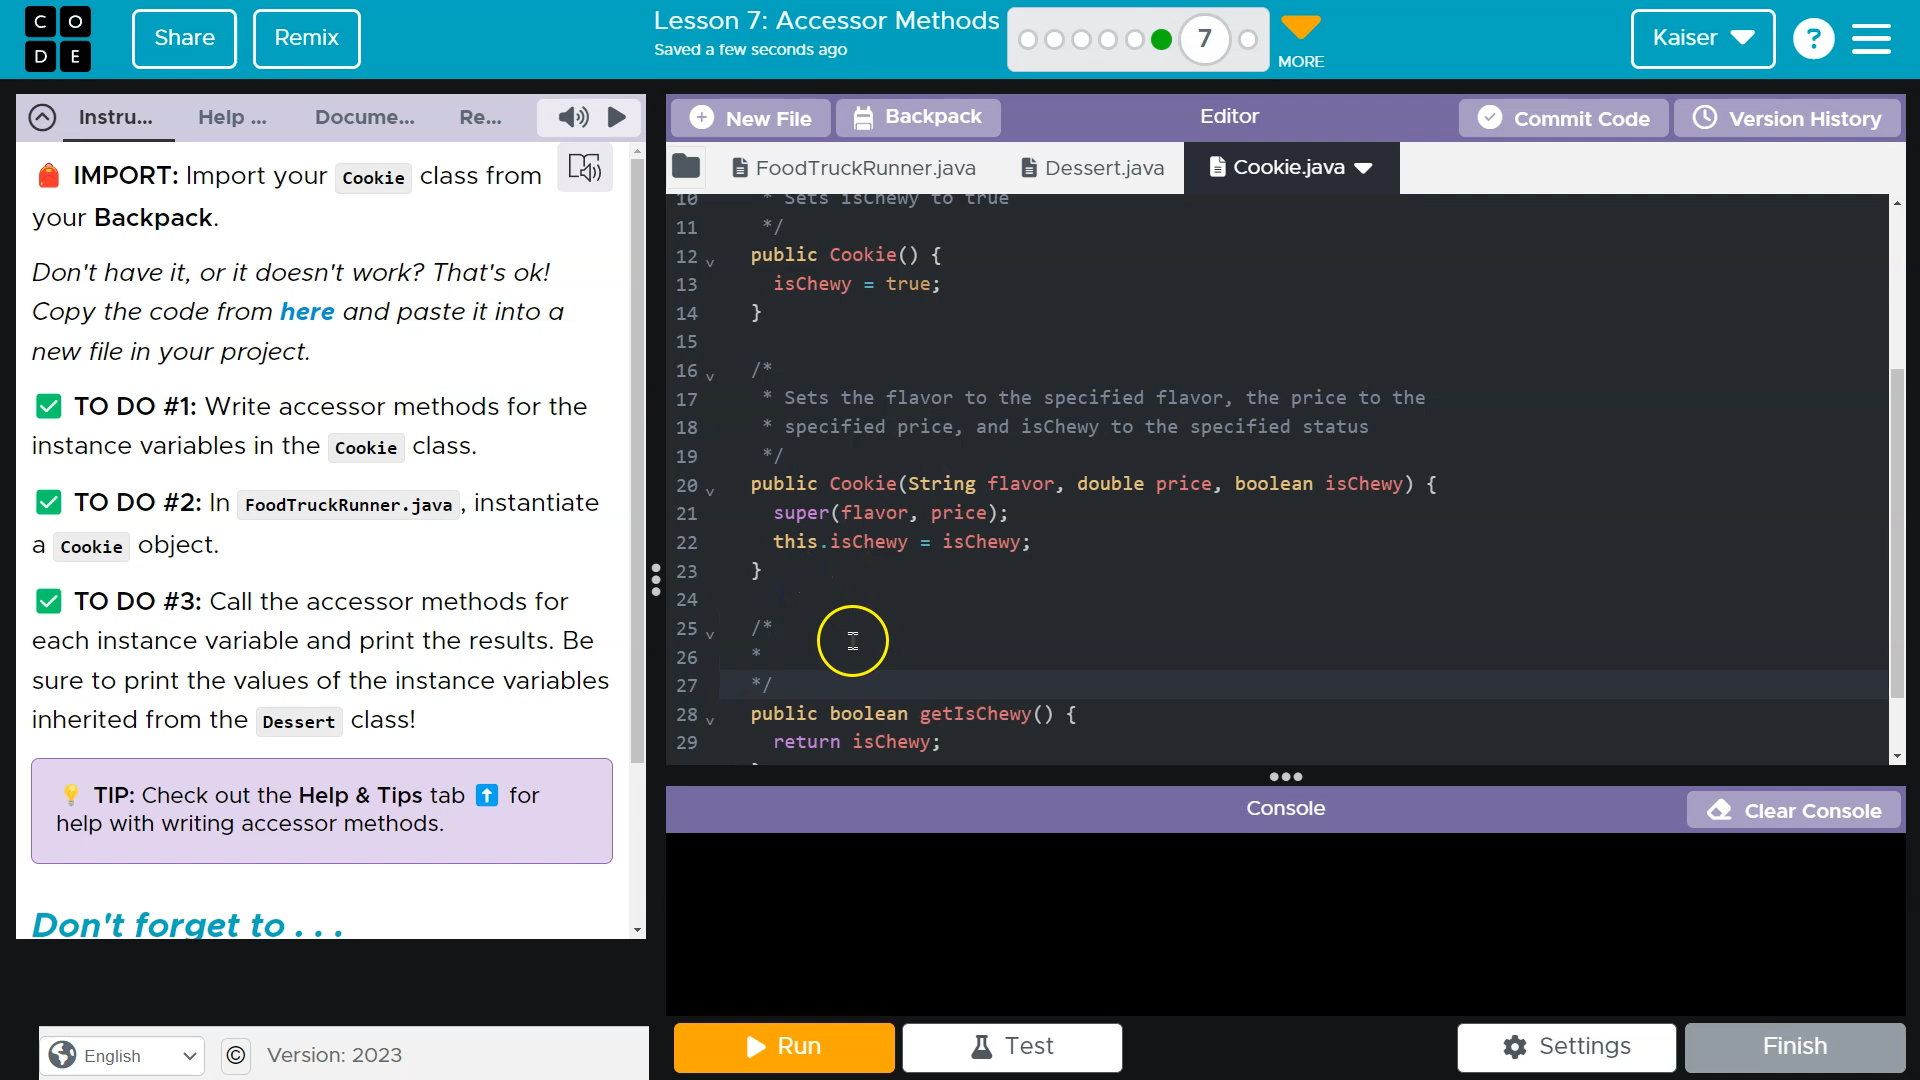 C O D E
Share
Remix
Lesson 7: Accessor Methods
Saved a few seconds ago
7
MORE
Kaiser
?
Instru...
Help ...
Docume...
Re...
IMPORT: Import your Cookie class from
your Backpack.
Don't have it, or it doesn't work? That's ok!
Copy the code from here and paste it into a
new file in your project.
TO DO #1: Write accessor methods for the
instance variables in the Cookie class.
TO DO #2: In FoodTruckRunner.java, instantiate
a Cookie object.
TO DO #3: Call the accessor methods for
each instance variable and print the results. Be
sure to print the values of the instance variables
inherited from the Dessert class!
TIP: Check out the Help & Tips tab for
help with writing accessor methods.
Don't forget to . . .
English
© Version: 2023
New File
Backpack
Editor
Commit Code
Version History
FoodTruckRunner.java
Dessert.java
Cookie.java
10 * Sets isChewy to true
11 */
12 public Cookie() {
13 isChewy = true;
14 }
15
16 /*
17 * Sets the flavor to the specified flavor, the price to the
18 * specified price, and isChewy to the specified status
19 */
20 public Cookie(String flavor, double price, boolean isChewy) {
21 super(flavor, price);
22 this.isChewy = isChewy;
23 }
24
25 /*
26 *
27 */
28 public boolean getIsChewy() {
29 return isChewy;
Console
Clear Console
Run
Test
Settings
Finish